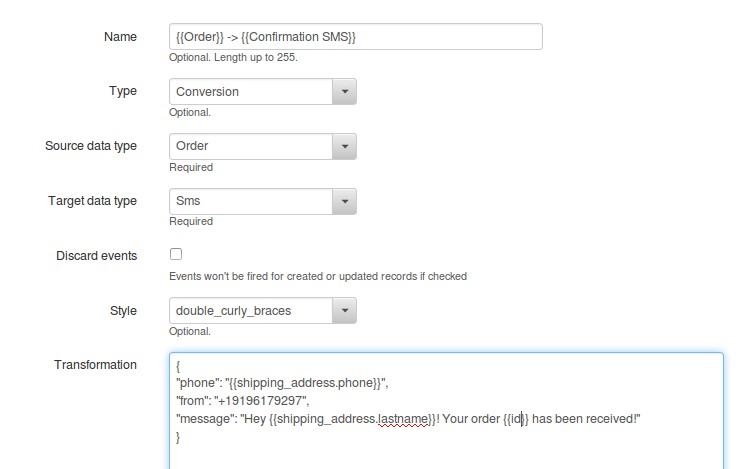 Name {{Order}} -> {{Confirmation SMS}}
Optional. Length up to 255.
Type Conversion
Optional.
Source data type Order
Required
Target data type Sms
Required
Discard events
Events won't be fired for created or updated records if checked
Style double_curly_braces
Optional.
Transformation {
"phone": "{{shipping_address.phone}}",
"from": "+19196179297",
"message": "Hey {{shipping_address.lastname}}! Your order {{id}} has been received!"
}